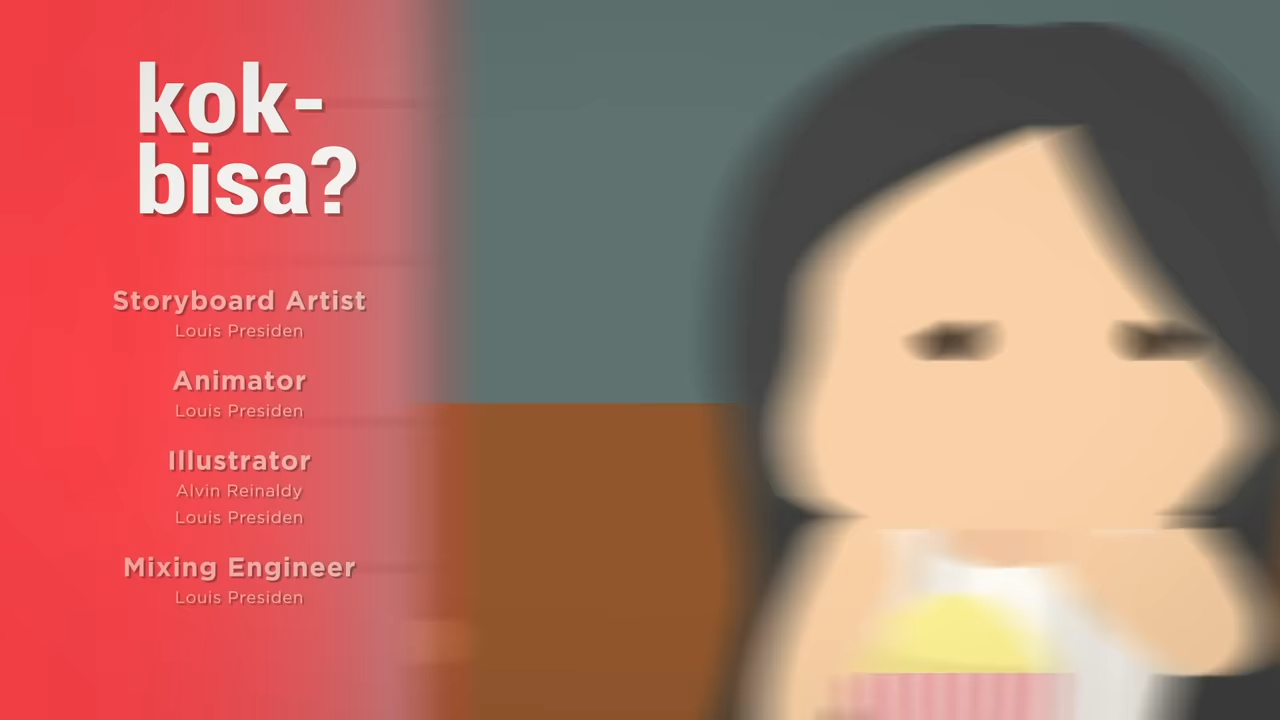 kok-
bisa?
Storyboard Artist
Louis Presiden
Animator
Louis Presiden
Illustrator
Alvin Reinaldy
Louis Presiden
Mixing Engineer
Louis Presiden